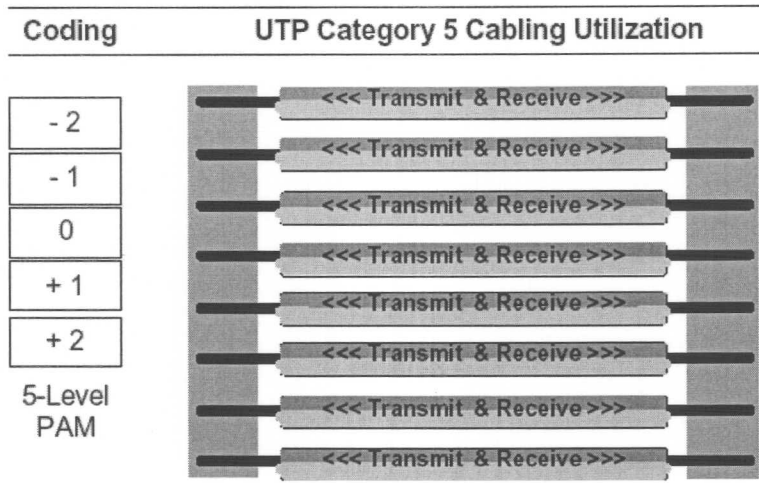 Coding
UTP Category 5 Cabling Utilization
- 2
- 1
0
+ 1
+ 2
5-Level
PAM
<<< Transmit & Receive >>>
<<< Transmit & Receive >>>
<<< Transmit & Receive >>>
<<< Transmit & Receive >>>
<<< Transmit & Receive >>>
<<< Transmit & Receive >>>
<<< Transmit & Receive >>>
<<< Transmit & Receive >>>